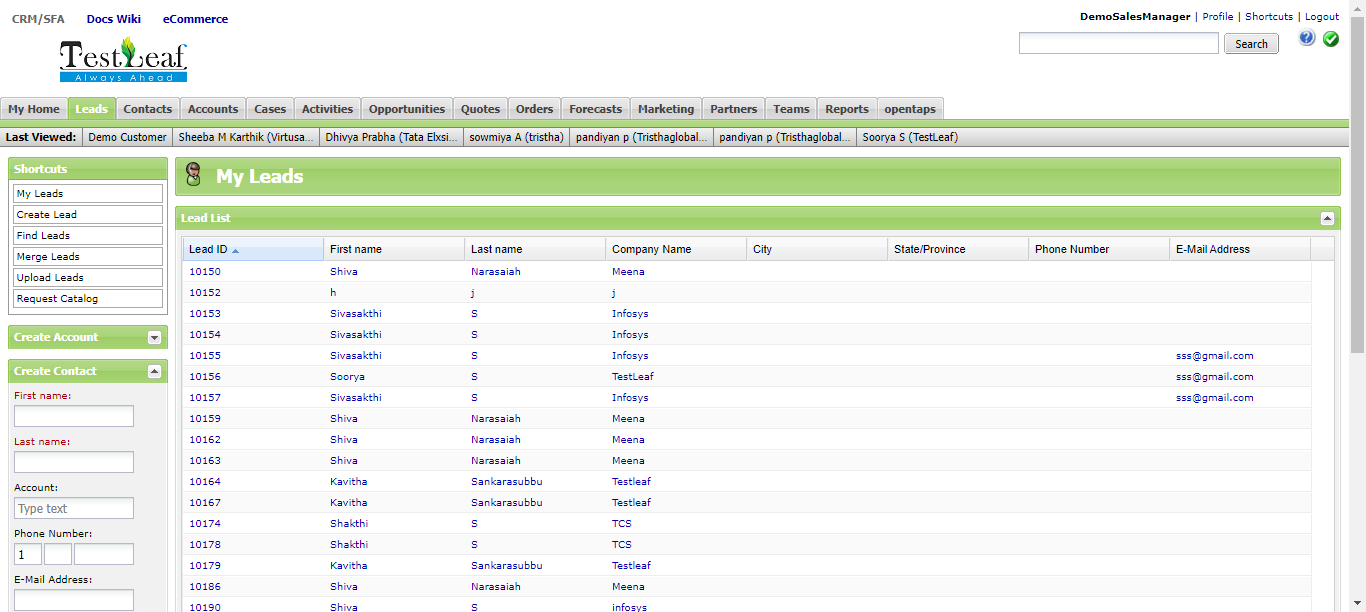 CRM/SFA Docs Wiki eCommerce
DemoSalesManager | Profile | Shortcuts | Logout
TestLeaf
Always Ahead
Search
My Home Leads Contacts Accounts Cases Activities Opportunities Quotes Orders Forecasts Marketing Partners Teams Reports opentaps
Last Viewed: Demo Customer Sheeba M Karthik (Virtusa... Dhivya Prabha (Tata Elxsi... sowmiya A (tristha) pandiyan p (Tristhaglobal... pandiyan p (Tristhaglobal... Soorya S (TestLeaf)
Shortcuts
My Leads
Create Lead
Find Leads
Merge Leads
Upload Leads
Request Catalog
Create Account
Create Contact
First name:
Last name:
Account:
Type text
Phone Number:
1
E-Mail Address:
My Leads
Lead List
Lead ID First name Last name Company Name City State/Province Phone Number E-Mail Address
10150 Shiva Narasaiah Meena
10152 h j j
10153 Sivasakthi S Infosys
10154 Sivasakthi S Infosys
10155 Sivasakthi S Infosys sss@gmail.com
10156 Soorya S TestLeaf sss@gmail.com
10157 Sivasakthi S Infosys sss@gmail.com
10159 Shiva Narasaiah Meena
10162 Shiva Narasaiah Meena
10163 Shiva Narasaiah Meena
10164 Kavitha Sankarasubbu Testleaf
10167 Kavitha Sankarasubbu Testleaf
10174 Shakthi S TCS
10178 Shakthi S TCS
10179 Kavitha Sankarasubbu Testleaf
10186 Shiva Narasaiah Meena
10190 Shiva S infosys